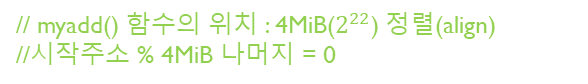 // myadd() 함수의 위치 : 4MiB(2²²) 정렬(align)
//시작주소 % 4MiB 나머지 = 0